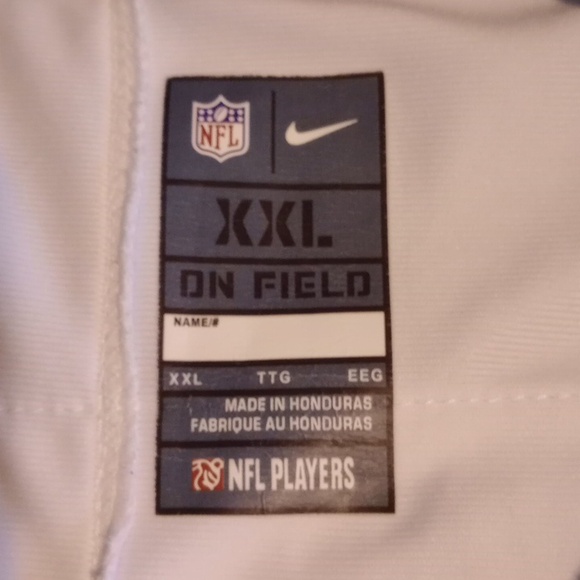 NFL
XXL
ON FIELD
NAME/#
XXL TTG EEG
MADE IN HONDURAS
FABRIQUE AU HONDURAS
NFL PLAYERS